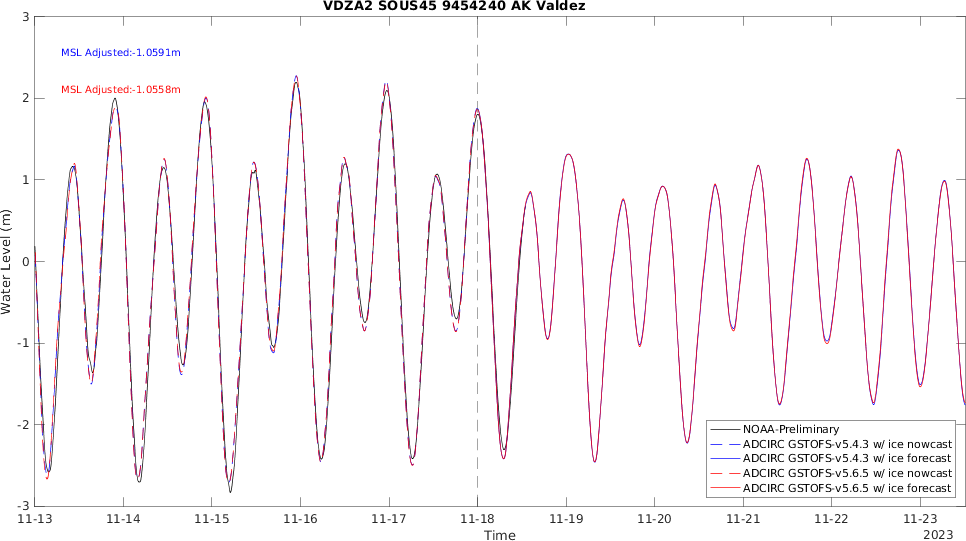 VDZA2 SOUS45 9454240 AK Valdez
MSL Adjusted:-1.0591m
MSL Adjusted:-1.0558m
Water Level (m)
3
2
1
0
-1
-2
-3
NOAA-Preliminary
ADCIRC GSTOFS-v5.4.3 w/ ice nowcast
ADCIRC GSTOFS-v5.4.3 w/ ice forecast
ADCIRC GSTOFS-v5.6.5 w/ ice nowcast
ADCIRC GSTOFS-v5.6.5 w/ ice forecast
11-13 11-14 11-15 11-16 11-17 11-18 11-19 11-20 11-21 11-22 11-23
Time
2023